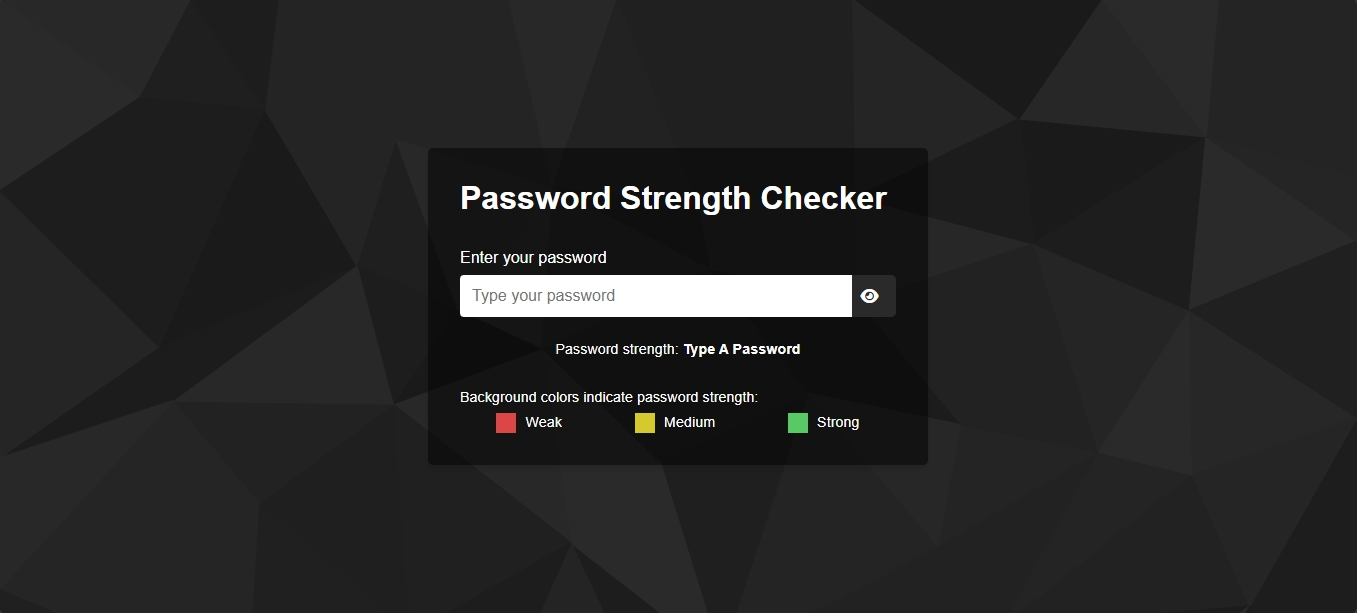 Password Strength Checker
Enter your password
Type your password
Password strength: Type A Password
Background colors indicate password strength:
Weak Medium Strong